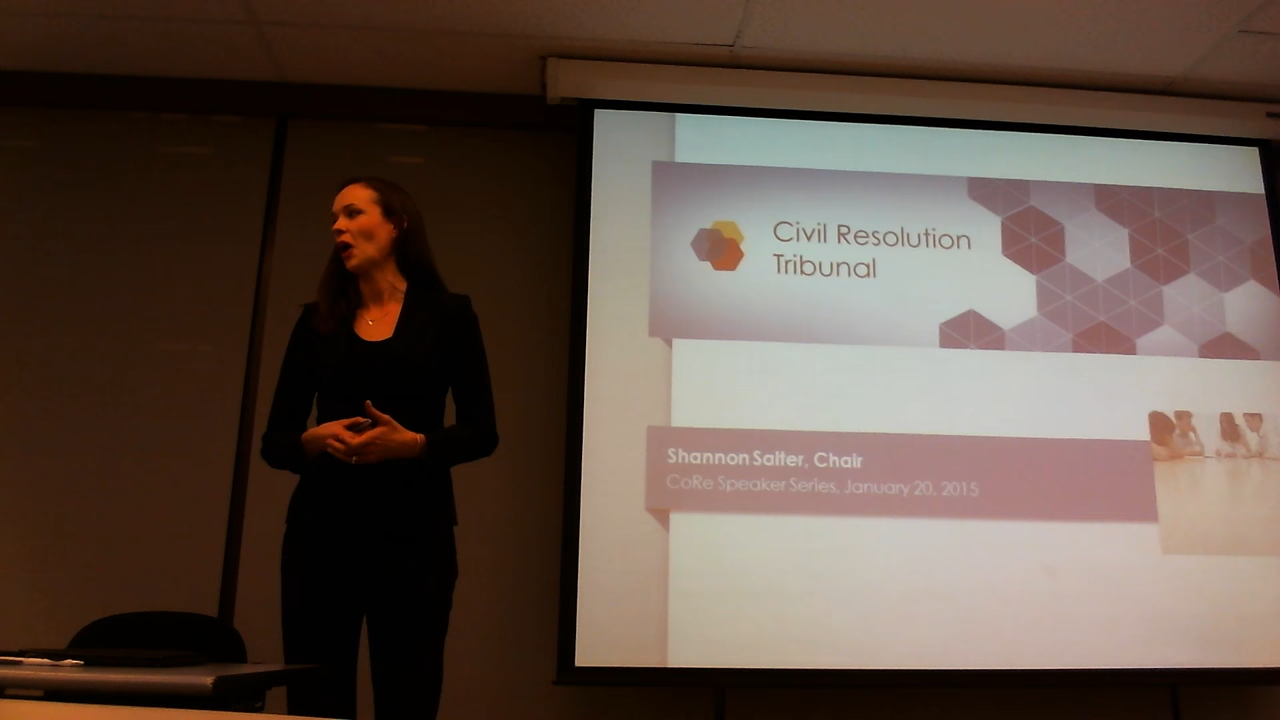 Civil Resolution
Tribunal
Shannon Salter, Chair
CoRe Speaker Series, January 20, 2015